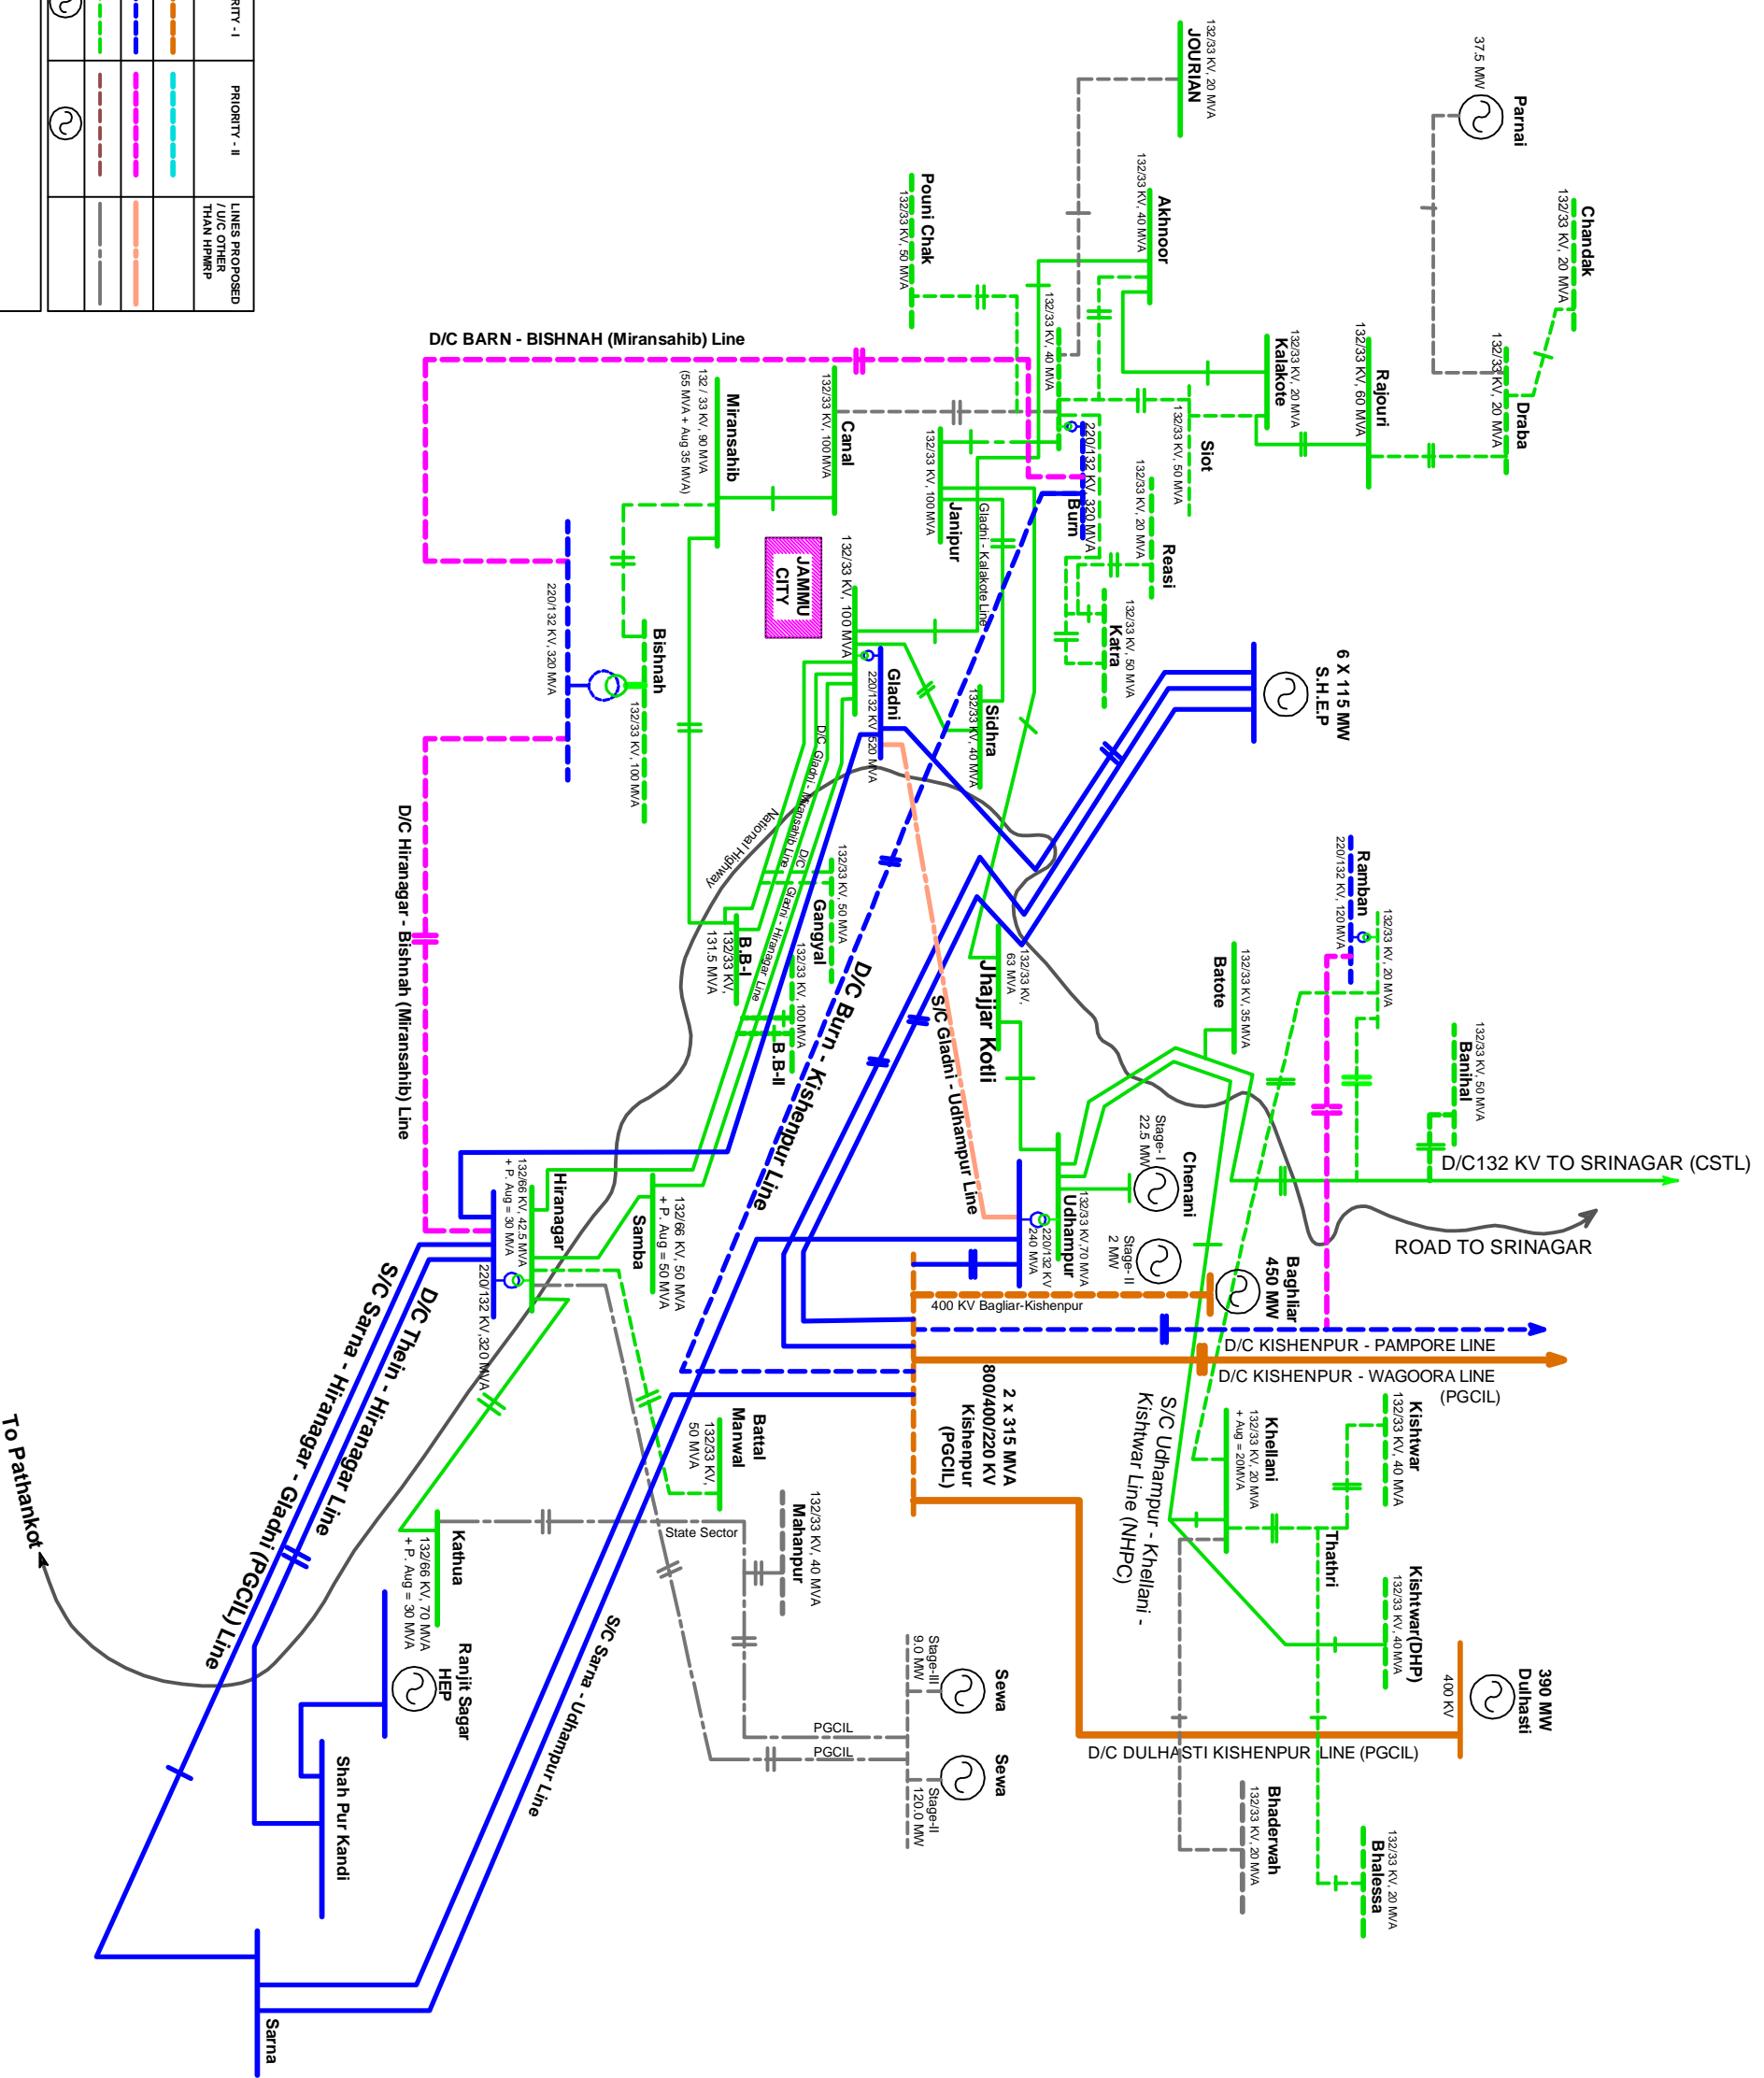 RITY - I
PRIORITY - II
LINES PROPOSED
/ U/C OTHER
THAN HPMRP
Parnai
37.5 MW
Chandak
132/33 KV, 20 MVA
Draba
132/33 KV, 20 MVA
132/33 KV, 20 MVA
JOURIAN
Akhnoor
132/33 KV, 40 MVA
Pouni Chak
132/33 KV, 50 MVA
Rajouri
132/33 KV, 60 MVA
132/33 KV, 20 MVA
Kalakote
Siot
132/33 KV, 50 MVA
132/33 KV, 40 MVA
220/132 KV, 320 MVA
Burn
Reasi
132/33 KV, 20 MVA
Katra
132/33 KV, 50 MVA
Janipur
132/33 KV, 100 MVA
Gladni - Kalakote Line
Canal
132/33 KV, 100 MVA
Miransahib
132 / 33 KV, 90 MVA
(55 MVA + Aug 35 MVA)
D/C BARN - BISHNAH (Miransahib) Line
JAMMU
CITY
132/33 KV, 100 MVA
Gladni
220/132 KV, 520 MVA
Sidhra
132/33 KV, 40 MVA
Bishnah
132/33 KV, 100 MVA
220/132 KV, 320 MVA
D/C Hiranagar - Bishnah (Miransahib) Line
6 X 115 MW
S.H.E.P
D/C Gladni - Miransahib Line
D/C Gladni - Hiranagar Line
National Highway
132/33 KV, 50 MVA
Gangyal
B.B-I
132/33 KV,
131.5 MVA
132/33 KV, 100 MVA
B.B-II
D/C Burn - Kishenpur Line
S/C Gladni - Udhampur Line
132/33 KV,
63 MVA
Jhajjar Kotli
Ramban
220/132 KV, 120 MVA
132/33 KV, 20 MVA
132/33 KV, 35 MVA
Batote
132/33 KV, 50 MVA
Banihal
D/C132 KV TO SRINAGAR (CSTL)
ROAD TO SRINAGAR
Chenani
Stage- I
22.5 MW
Stage- II
2 MW
132/33 KV,70 MVA
Udhampur
220/132 KV
240 MVA
Baghliar
450 MW
400 KV Bagliar-Kishenpur
D/C KISHENPUR - PAMPORE LINE
D/C KISHENPUR - WAGOORA LINE
(PGCIL)
2 x 315 MVA
800/400/220 KV
Kishenpur
(PGCIL)
S/C Udhampur - Khellani -
Kishtwar Line (NHPC)
Khellani
132/33 KV, 20 MVA
+ Aug = 20MVA
Kishtwar
132/33 KV, 40 MVA
Thathri
Kishtwar(DHP)
132/33 KV, 40MVA
390 MW
Dulhasti
400 KV
D/C DULHASTI KISHENPUR LINE (PGCIL)
Bhaderwah
132/33 KV, 20 MVA
132/33 KV, 20 MVA
Bhalessa
Hiranagar
132/66 KV, 42.5 MVA
+ P. Aug = 30 MVA
220/132 KV,320 MVA
132/66 KV, 50 MVA
+ P. Aug = 50 MVA
Samba
Battal
Manwal
132/33 KV,
50 MVA
132/33 KV, 40 MVA
Mahanpur
State Sector
Kathua
132/66 KV, 70 MVA
+ P. Aug = 30 MVA
Sewa
Stage-III
9.0 MW
PGCIL
PGCIL
Sewa
Stage-II
120.0 MW
Ranjit Sagar
HEP
Shah Pur Kandi
D/C Thein - Hiranagar Line
S/C Sarna - Hiranagar - Gladni (PGCIL) Line
S/C Sarna - Udhampur Line
Sarna
To Pathankot